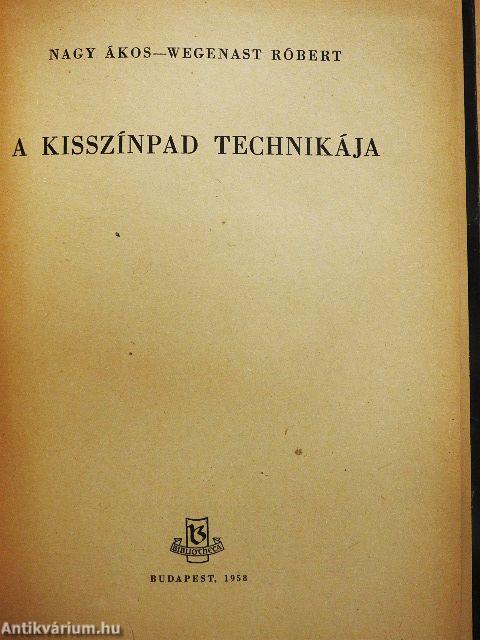 NAGY ÁKOS—WEGENAST RÓBERT
A KISSZÍNPAD TECHNIKÁJA
B
BIBLIOTHECA
BUDAPEST, 1958
Antikvárium.hu